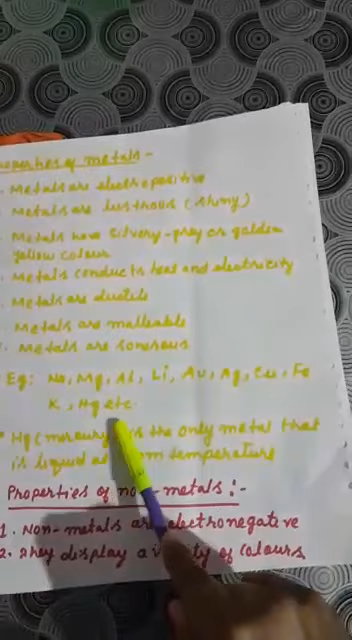 Properties of metals -
Metals are electropositive
Metals are lustrous (shiny)
Metals have silvery-grey or golden
yellow colour
Metals conducts heat and electricity
Metals are ductile
Metals are malleable
Metals are sonorous
Eg: Na, Mg, Al, Li, Au, Ag, Cu, Fe
K, Hg etc.
* Hg (mercury) is the only metal that
is liquid at room temperature
Properties of non-metals :-
1. Non-metals are electronegative
2. They display a variety of colours